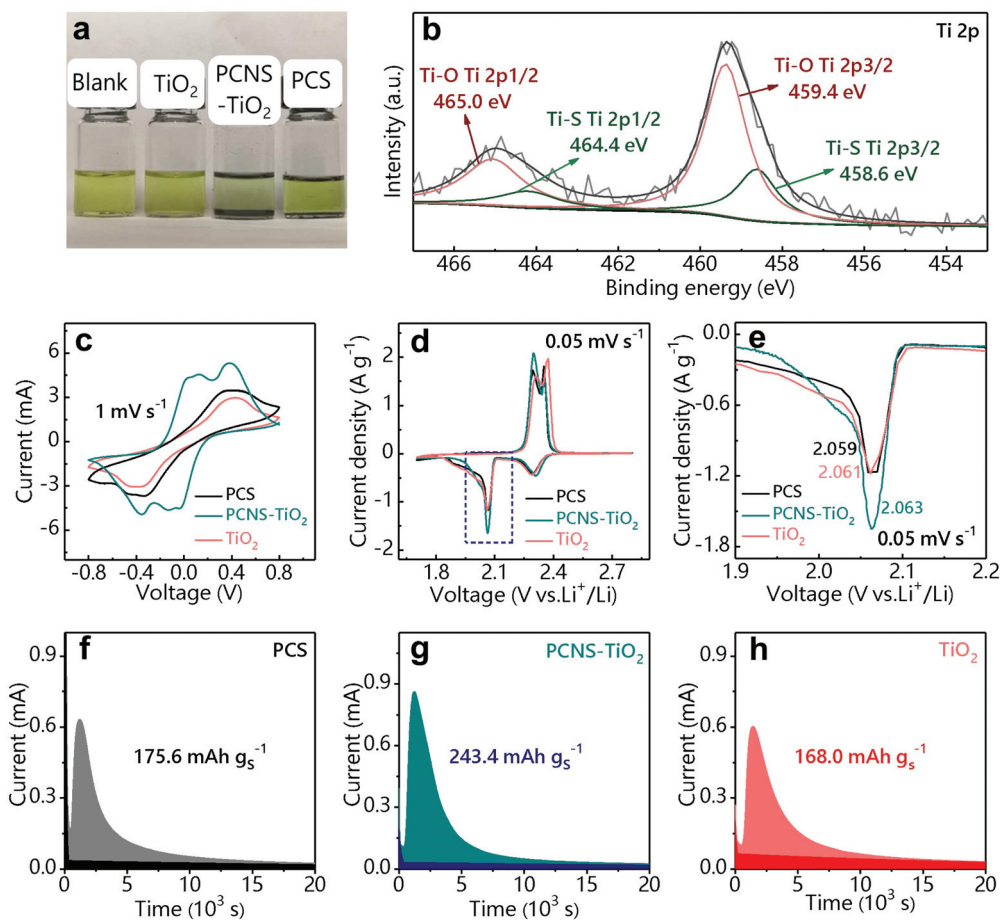 a
Blank
TiO₂
PCNS
-TiO₂
PCS
b
Ti 2p
Ti-O Ti 2p1/2
465.0 eV
Ti-S Ti 2p1/2
464.4 eV
Ti-O Ti 2p3/2
459.4 eV
Ti-S Ti 2p3/2
458.6 eV
Intensity (a.u.)
466 464 462 460 458 456 454
Binding energy (eV)
c
1 mV s⁻¹
6
3
0
-3
-6
Current (mA)
PCS
PCNS-TiO₂
TiO₂
-0.8 -0.4 0.0 0.4 0.8
Voltage (V)
d
0.05 mV s⁻¹
2
1
0
-1
-2
Current density (A g⁻¹)
PCS
PCNS-TiO₂
TiO₂
1.8 2.1 2.4 2.7
Voltage (V vs.Li⁺/Li)
e
0.0
-0.6
-1.2
-1.8
Current density (A g⁻¹)
2.059
2.061
2.063
PCS
PCNS-TiO₂
TiO₂
0.05 mV s⁻¹
1.9 2.0 2.1 2.2
Voltage (V vs.Li⁺/Li)
f
PCS
0.9
0.6
0.3
0.0
Current (mA)
175.6 mAh gₛ⁻¹
0 5 10 15 20
Time (10³ s)
g
PCNS-TiO₂
0.9
0.6
0.3
0.0
Current (mA)
243.4 mAh gₛ⁻¹
0 5 10 15 20
Time (10³ s)
h
TiO₂
0.9
0.6
0.3
0.0
Current (mA)
168.0 mAh gₛ⁻¹
0 5 10 15 20
Time (10³ s)